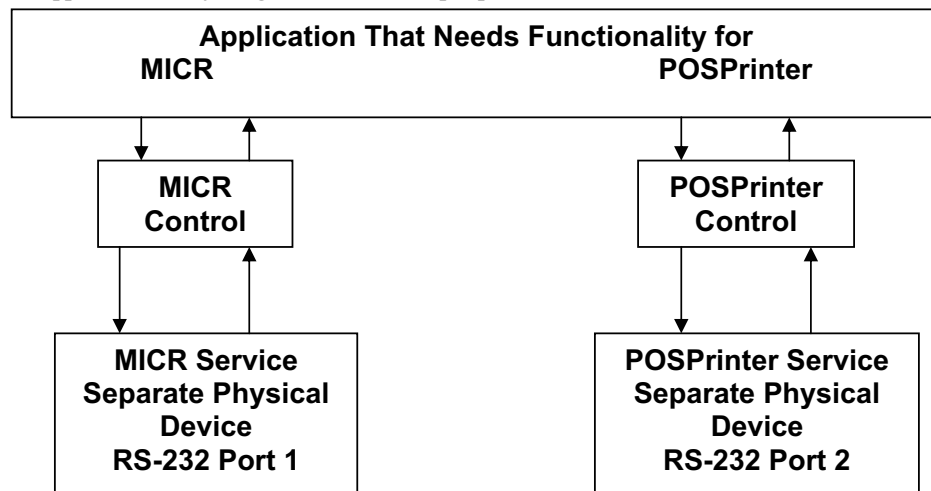 Application That Needs Functionality for
MICR POSPrinter
MICR
Control
POSPrinter
Control
MICR Service
Separate Physical
Device
RS-232 Port 1
POSPrinter Service
Separate Physical
Device
RS-232 Port 2